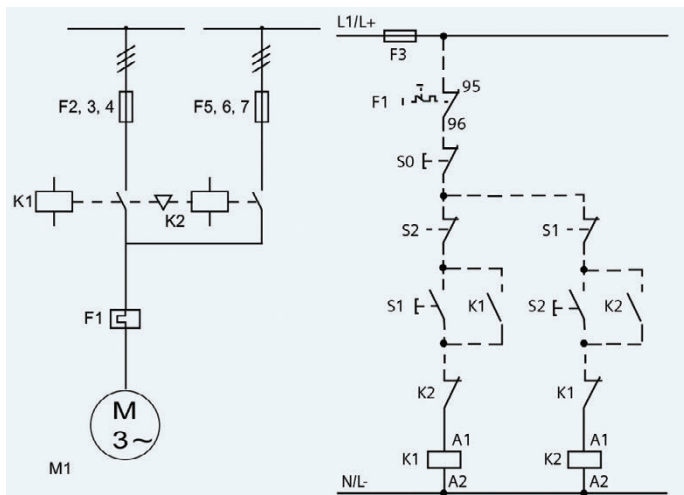 F2, 3, 4
F5, 6, 7
K1
K2
F1
M
3~
M1
L1/L+
F3
F1
95
96
S0
S2
S1
S1
K1
S2
K2
K2
K1
K1
A1
A2
K2
A1
A2
N/L-